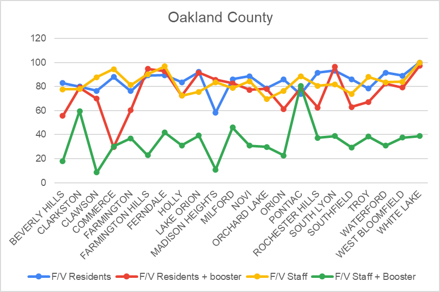 Oakland County
120
100
80
60
40
20
0
BEVERLY HILLS
CLARKSTON
CLAWSON
COMMERCE
FARMINGTON
FARMINGTON HILLS
FERNDALE
HOLLY
LAKE ORION
MADISON HEIGHTS
MILFORD
NOVI
ORCHARD LAKE
ORION
PONTIAC
ROCHESTER HILLS
SOUTH LYON
SOUTHFIELD
TROY
WATERFORD
WEST BLOOMFIELD
WHITE LAKE
F/V Residents F/V Residents + booster F/V Staff F/V Staff + Booster